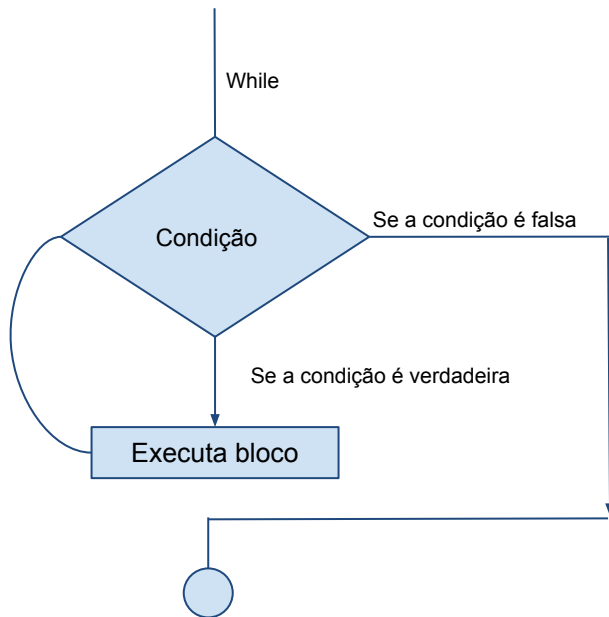 While
Condição
Se a condição é falsa
Se a condição é verdadeira
Executa bloco